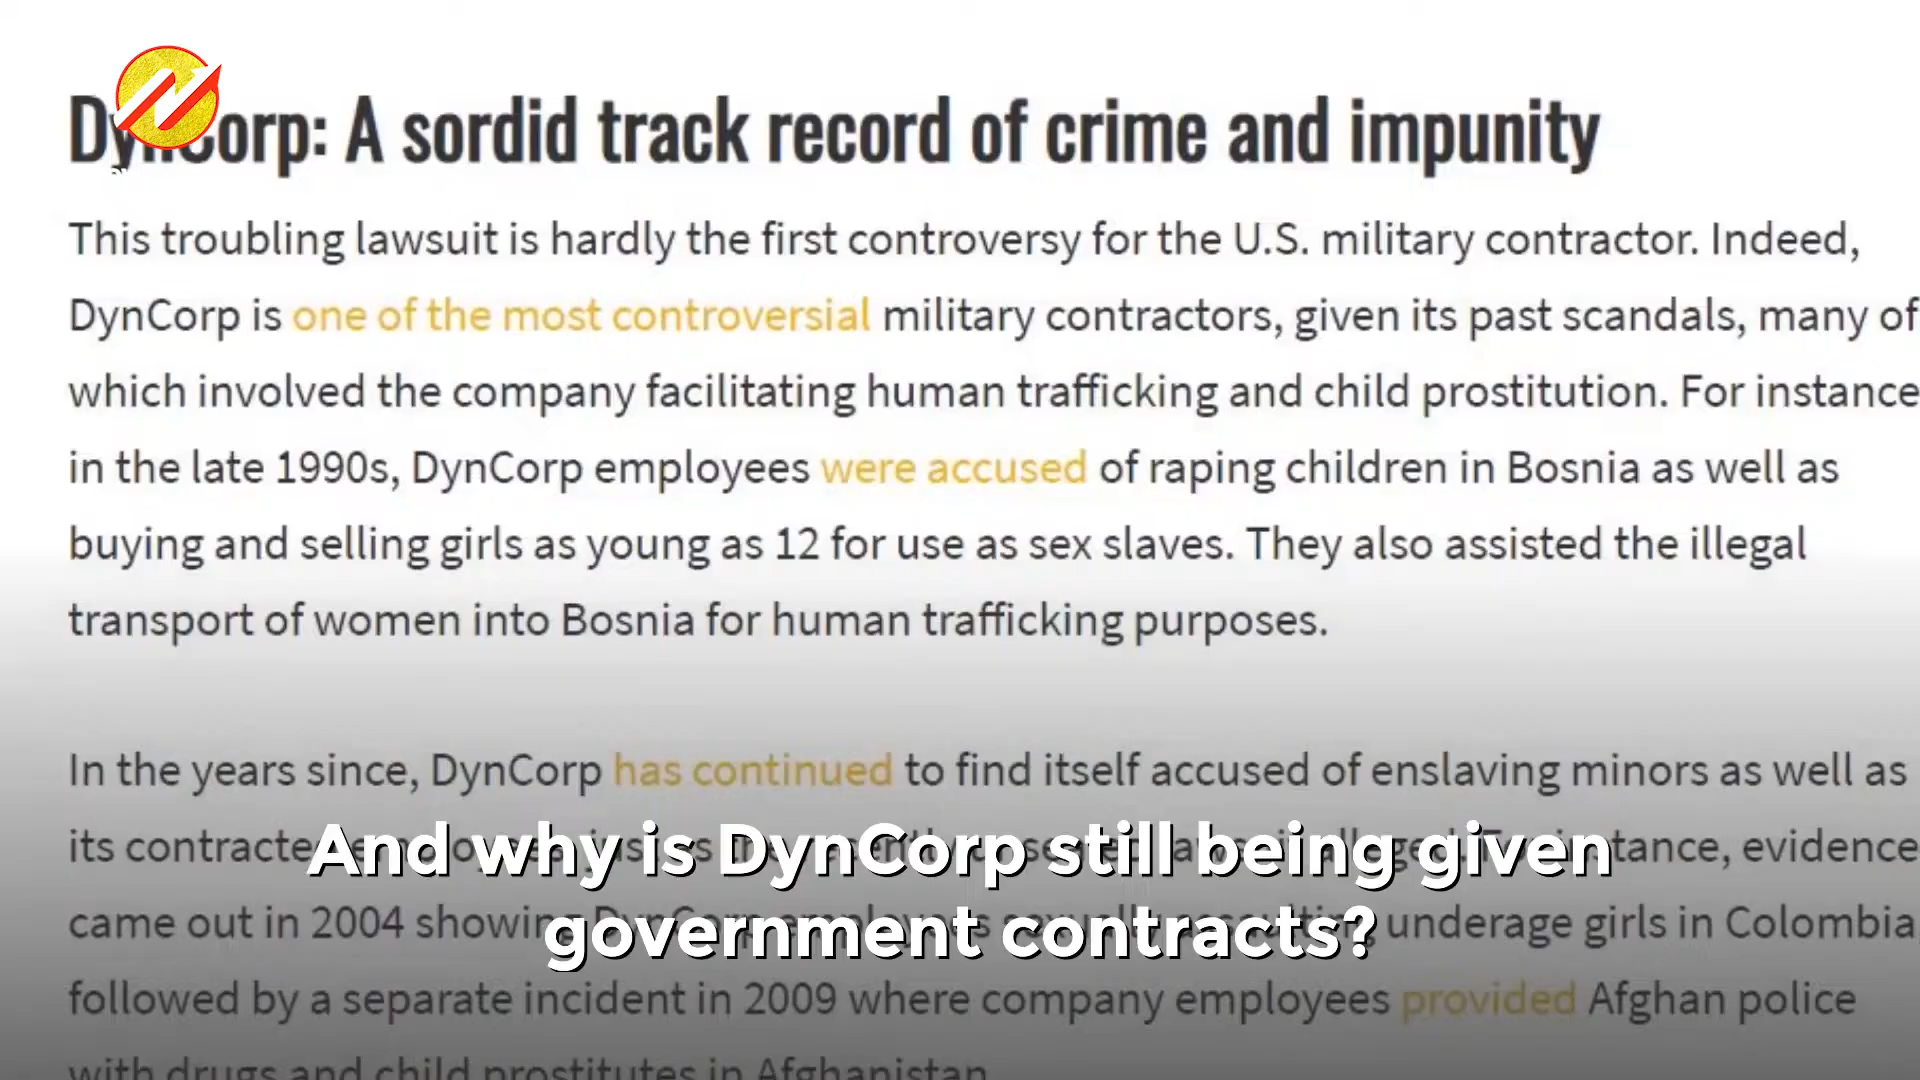 DynCorp: A sordid track record of crime and impunity
This troubling lawsuit is hardly the first controversy for the U.S. military contractor. Indeed,
DynCorp is one of the most controversial military contractors, given its past scandals, many of
which involved the company facilitating human trafficking and child prostitution. For instance
in the late 1990s, DynCorp employees were accused of raping children in Bosnia as well as
buying and selling girls as young as 12 for use as sex slaves. They also assisted the illegal
transport of women into Bosnia for human trafficking purposes.
In the years since, DynCorp has continued to find itself accused of enslaving minors as well as
its tance, evidence
came out in 2004 underage girls in Colombia
followed by a separate incident in 2009 where company employees provided Afghan police
with drugs and child prostitutes in Afghanistan
And why is DynCorp still being given
government contracts?